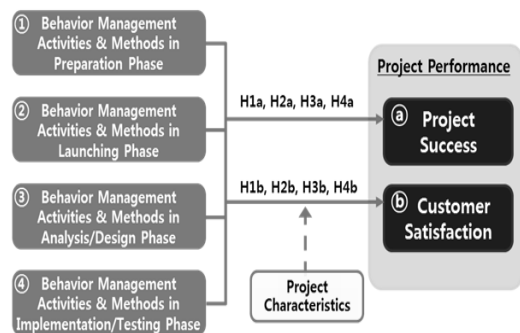 ① Behavior Management
Activities & Methods in
Preparation Phase
② Behavior Management
Activities & Methods in
Launching Phase
③ Behavior Management
Activities & Methods in
Analysis/Design Phase
④ Behavior Management
Activities & Methods in
Implementation/Testing Phase
H1a, H2a, H3a, H4a
H1b, H2b, H3b, H4b
Project
Characteristics
Project Performance
ⓐ Project
Success
ⓑ Customer
Satisfaction